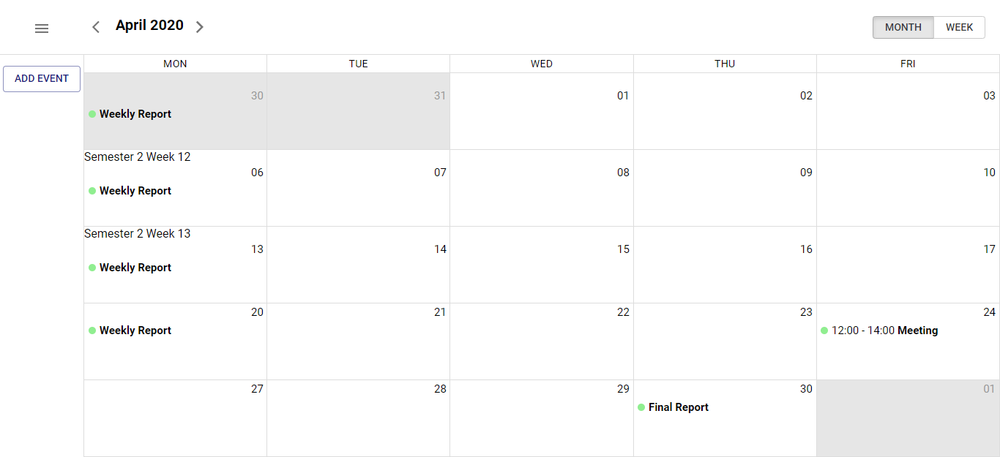 April 2020
MONTH WEEK
ADD EVENT
MON TUE WED THU FRI
30 31 01 02 03
Weekly Report
Semester 2 Week 12
06 07 08 09 10
Weekly Report
Semester 2 Week 13
13 14 15 16 17
Weekly Report
20 21 22 23 24
Weekly Report 12:00 - 14:00 Meeting
27 28 29 30 01
Final Report